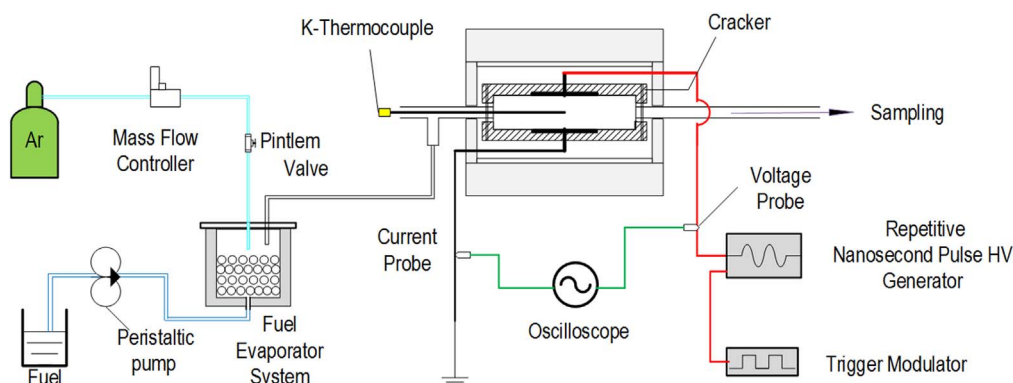 K-Thermocouple
Cracker
Ar
Mass Flow
Controller
Pintlem
Valve
Sampling
Voltage
Probe
Current
Probe
Repetitive
Nanosecond Pulse HV
Generator
Oscilloscope
Peristaltic
pump
Fuel
Evaporator
System
Fuel
Trigger Modulator